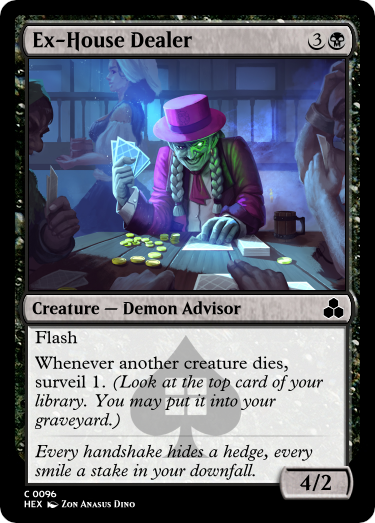 Ex-House Dealer 3
Creature — Demon Advisor
Flash
Whenever another creature dies,
surveil 1. (Look at the top card of your
library. You may put it into your
graveyard.)
Every handshake hides a hedge, every
smile a stake in your downfall.
4/2
C 0096
HEX Zon Anasus Dino